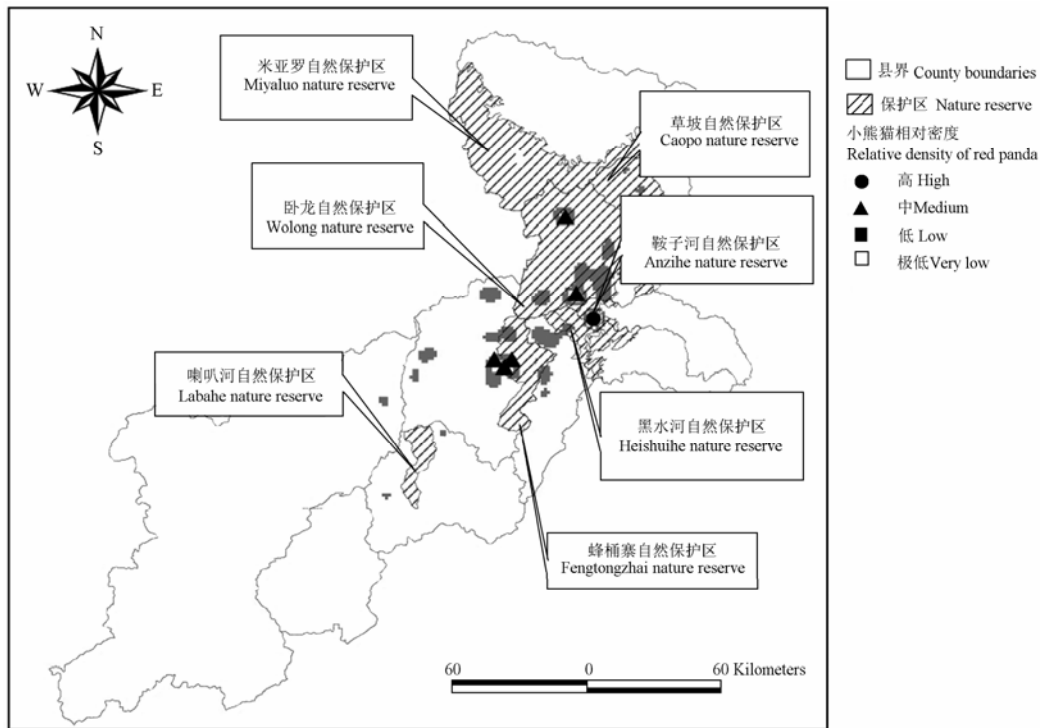 N
W
E
S
米亚罗自然保护区
Miyaluo nature reserve
草坡自然保护区
Caopo nature reserve
卧龙自然保护区
Wolong nature reserve
鞍子河自然保护区
Anzihe nature reserve
喇叭河自然保护区
Labahe nature reserve
黑水河自然保护区
Heishuihe nature reserve
蜂桶寨自然保护区
Fengtongzhai nature reserve
60 0 60 Kilometers
县界 County boundaries
保护区 Nature reserve
小熊猫相对密度
Relative density of red panda
高 High
中Medium
低 Low
极低Very low